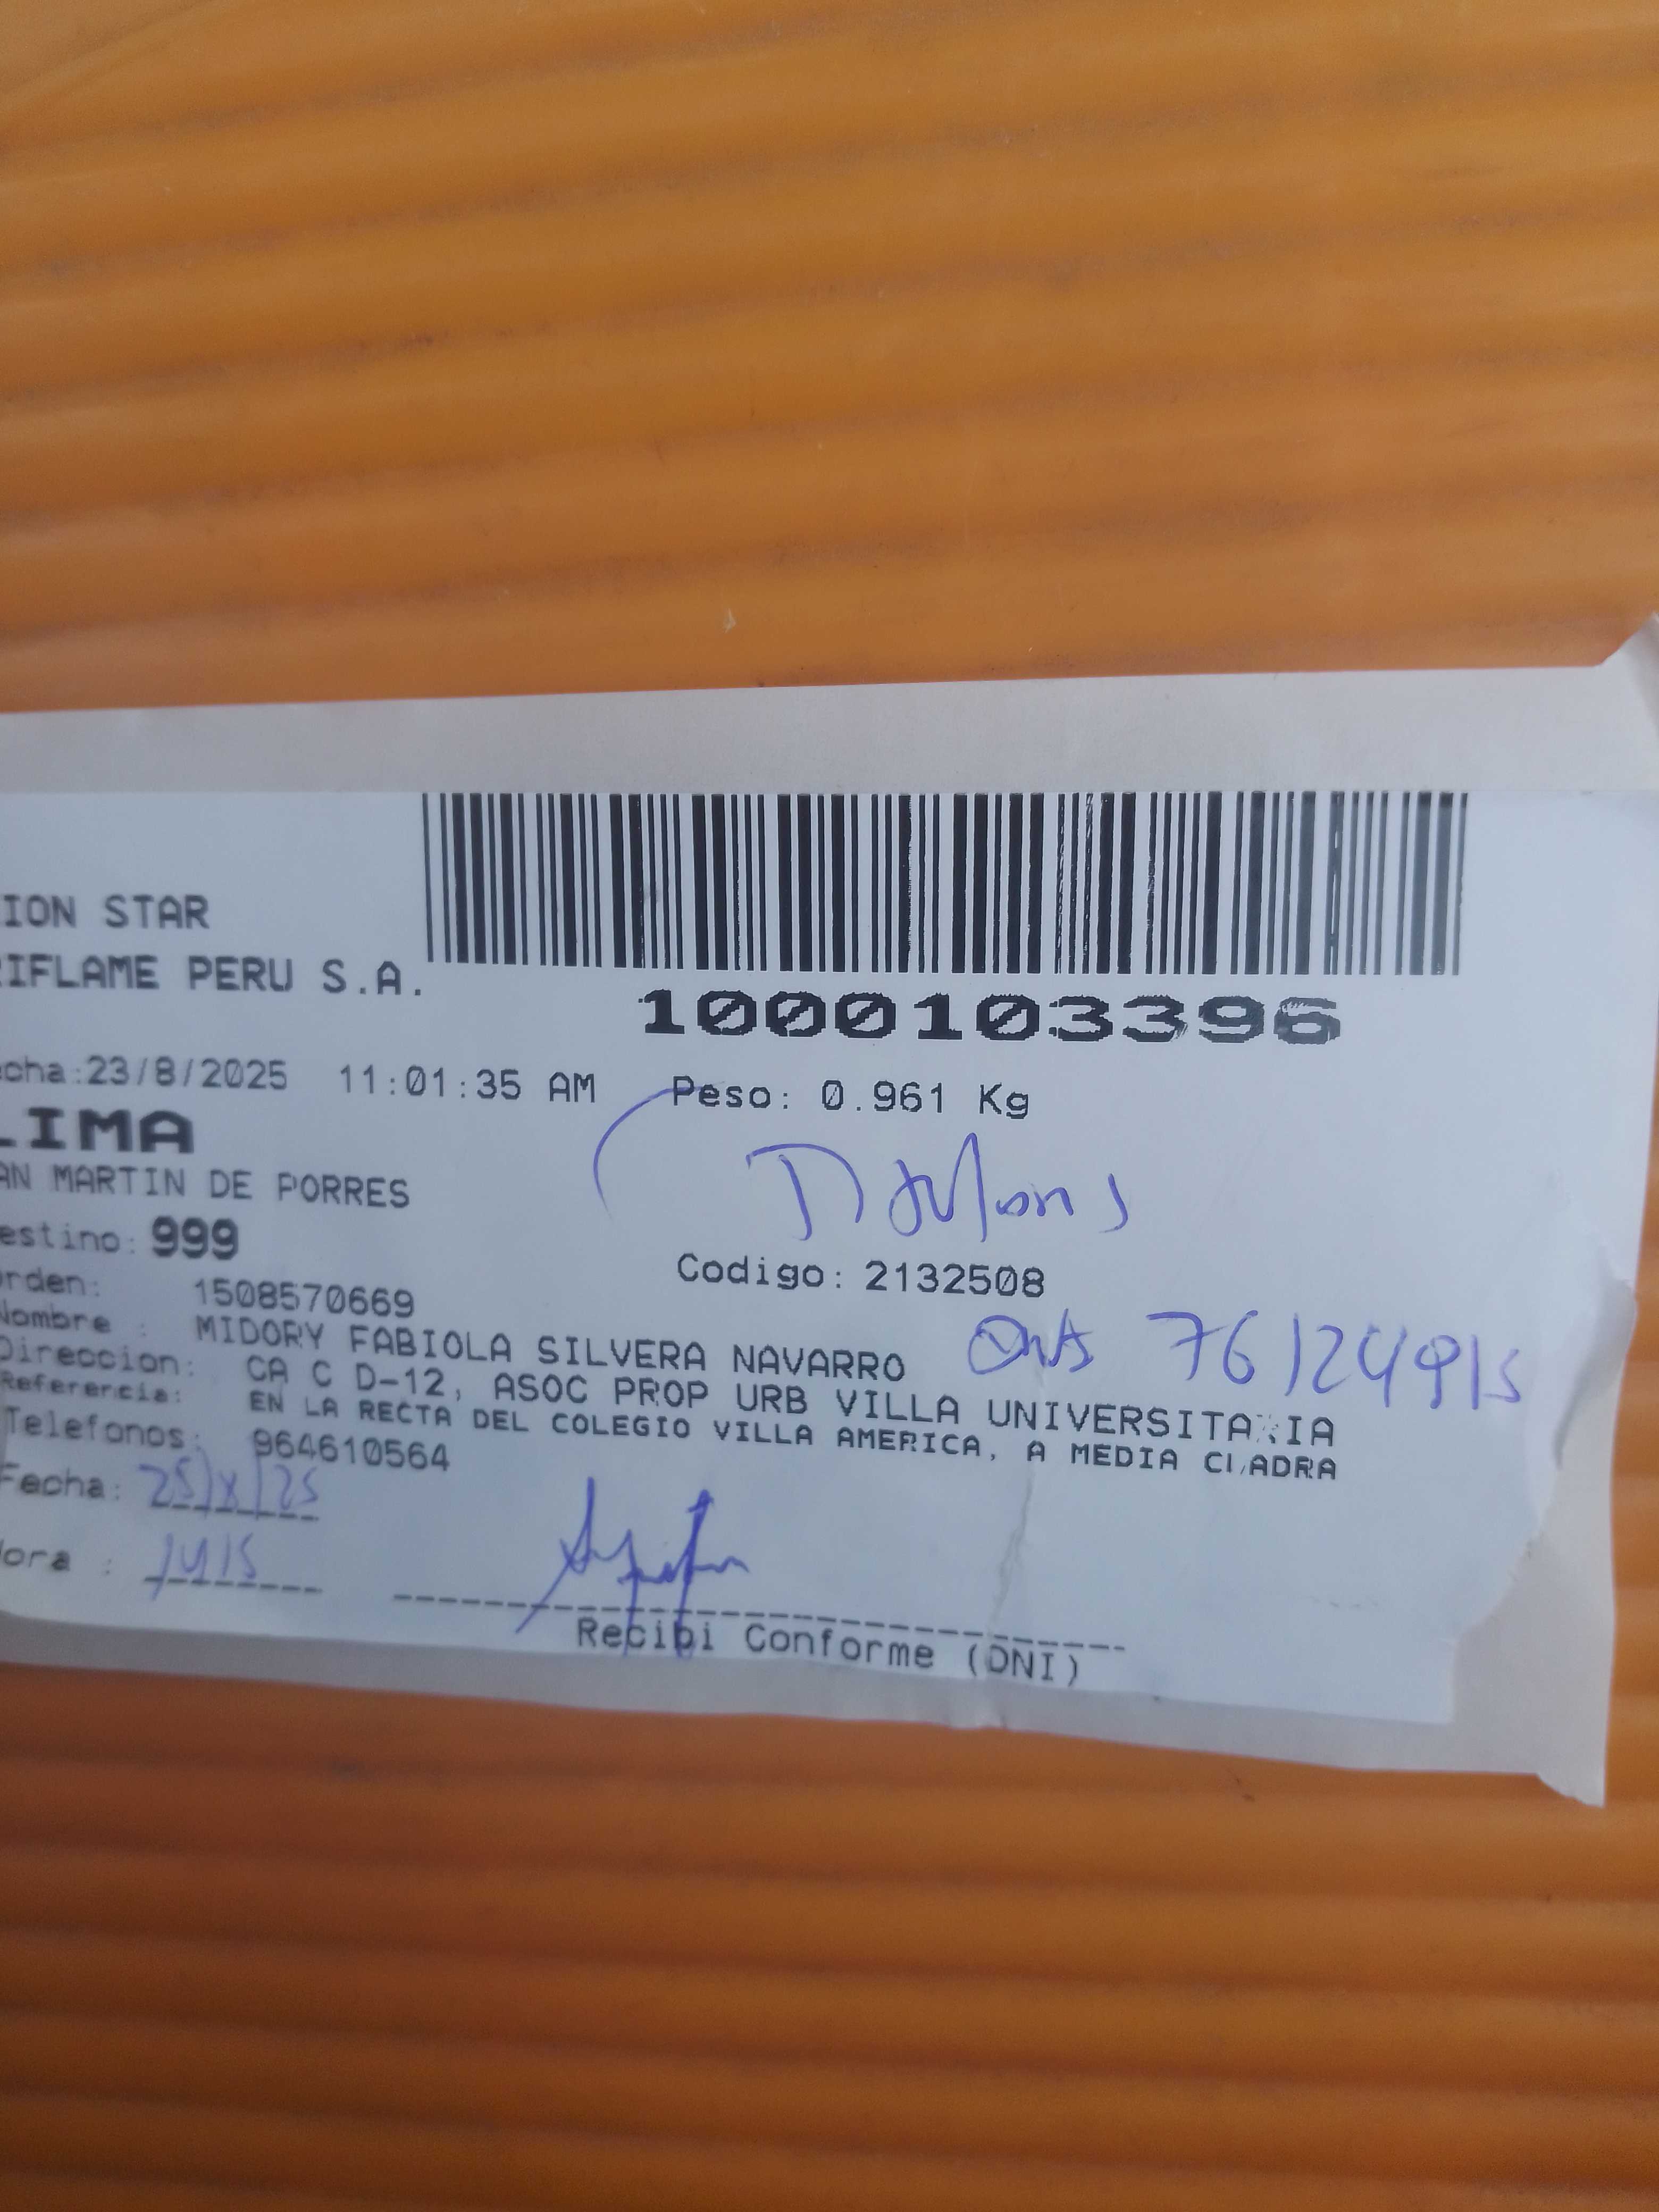 ION STAR
RIFLAME PERU S.A.
1000103396
cha:23/8/2025 11:01:35 AM Peso: 0.961 Kg
LIMA
AN MARTIN DE PORRES
estino: 999
Codigo: 2132508
rden: 1508570669
Nombre : MIDORY FABIOLA SILVERA NAVARRO
76124915
Direccion: CA C D-12, ASOC PROP URB VILLA UNIVERSITARIA
Referencia: EN LA RECTA DEL COLEGIO VILLA AMERICA, A MEDIA CUADRA
Telefonos: 964610564
Fecha: 25/8/25
ora : 1415
Recibi Conforme (DNI)